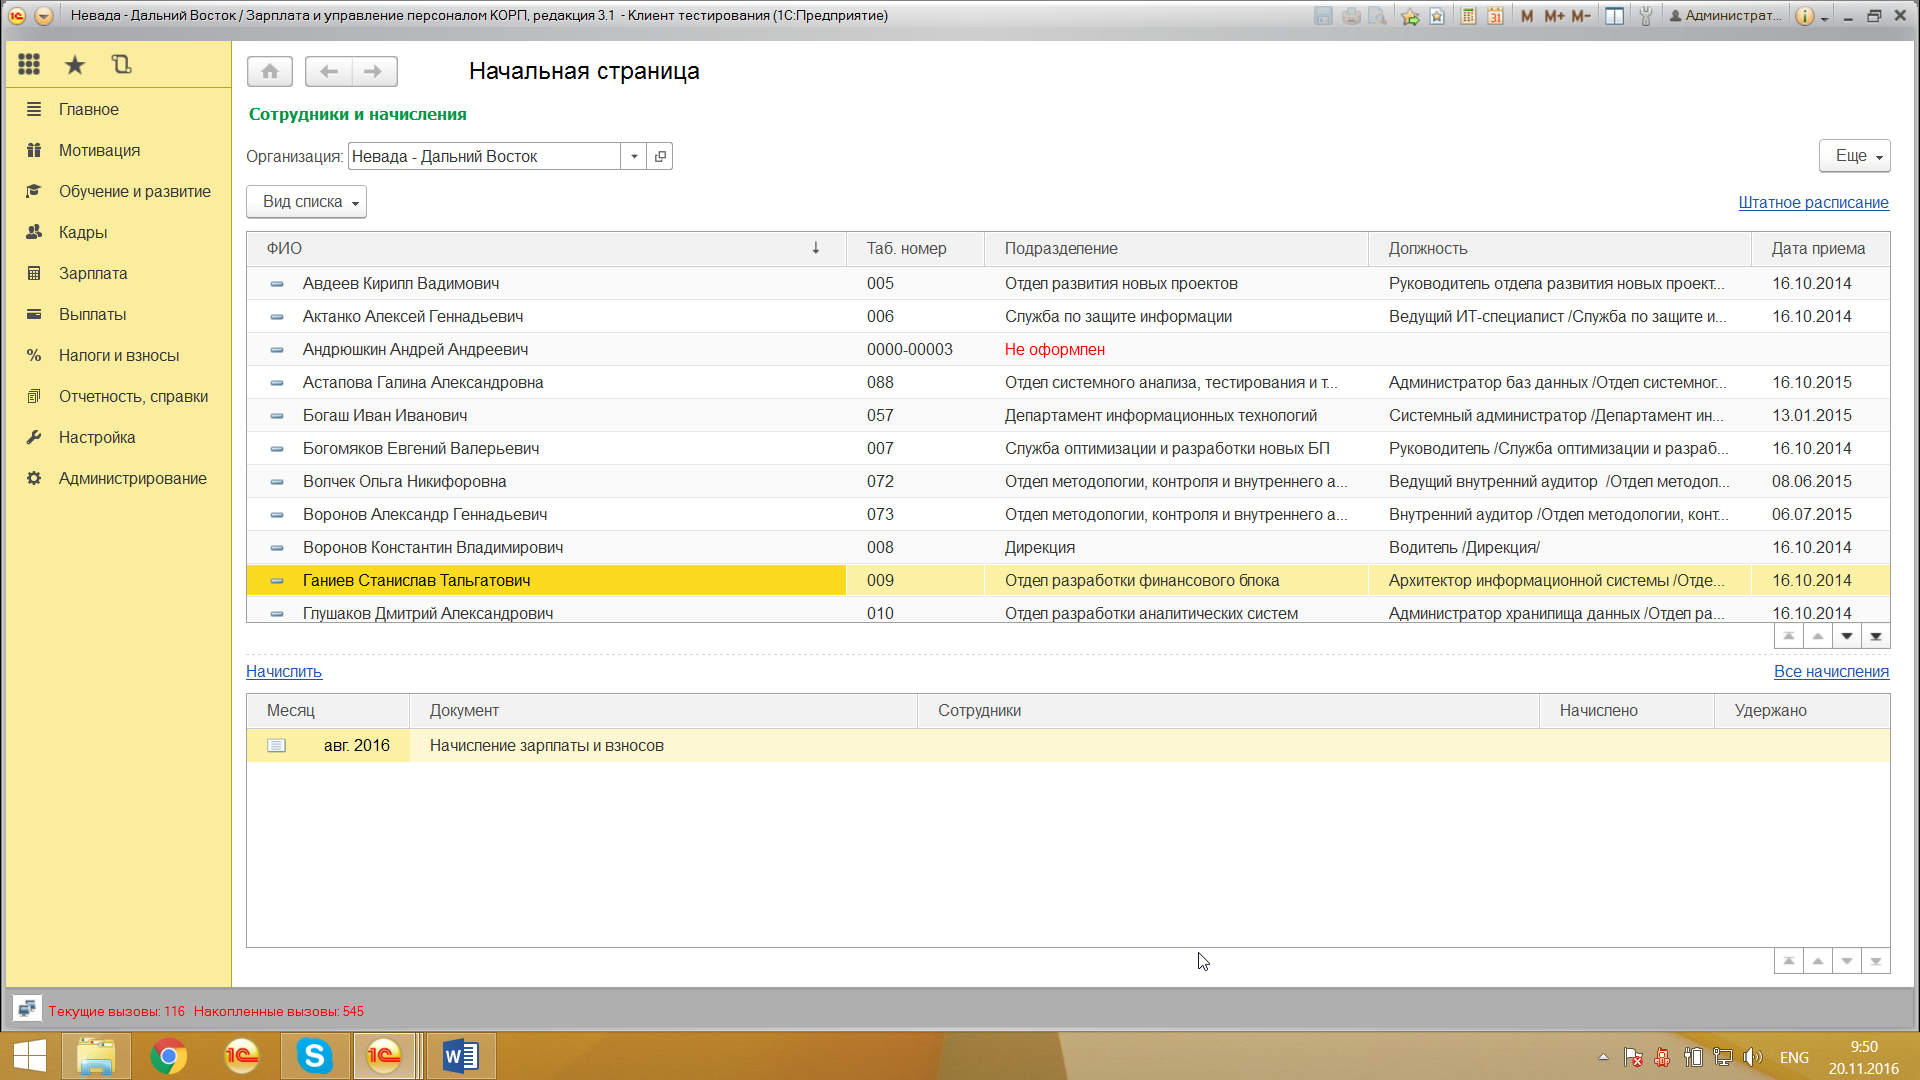 Невада - Дальний Восток / Зарплата и управление персоналом КОРП, редакция 3.1 - Клиент тестирования (1С:Предприятие)
31 M M+ M- Администрат...
Начальная страница
Главное
Мотивация
Обучение и развитие
Кадры
Зарплата
Выплаты
Налоги и взносы
Отчетность, справки
Настройка
Администрирование
Сотрудники и начисления
Организация: Невада - Дальний Восток
Еще
Вид списка
Штатное расписание
ФИО Таб. номер Подразделение Должность Дата приема
Авдеев Кирилл Вадимович 005 Отдел развития новых проектов Руководитель отдела развития новых проект... 16.10.2014
Актанко Алексей Геннадьевич 006 Служба по защите информации Ведущий ИТ-специалист /Служба по защите и... 16.10.2014
Андрюшкин Андрей Андреевич 0000-00003 Не оформлен
Астапова Галина Александровна 088 Отдел системного анализа, тестирования и т... Администратор баз данных /Отдел системног... 16.10.2015
Богаш Иван Иванович 057 Департамент информационных технологий Системный администратор /Департамент ин... 13.01.2015
Богомяков Евгений Валерьевич 007 Служба оптимизации и разработки новых БП Руководитель /Служба оптимизации и разраб... 16.10.2014
Волчек Ольга Никифоровна 072 Отдел методологии, контроля и внутреннего а... Ведущий внутренний аудитор /Отдел методол... 08.06.2015
Воронов Александр Геннадьевич 073 Отдел методологии, контроля и внутреннего а... Внутренний аудитор /Отдел методологии, конт... 06.07.2015
Воронов Константин Владимирович 008 Дирекция Водитель /Дирекция/ 16.10.2014
Ганиев Станислав Тальгатович 009 Отдел разработки финансового блока Архитектор информационной системы /Отде... 16.10.2014
Глушаков Дмитрий Александрович 010 Отдел разработки аналитических систем Администратор хранилища данных /Отдел ра... 16.10.2014
Начислить Все начисления
Месяц Документ Сотрудники Начислено Удержано
авг. 2016 Начисление зарплаты и взносов
Текущие вызовы: 116 Накопленные вызовы: 545
ENG
9:50
20.11.2016